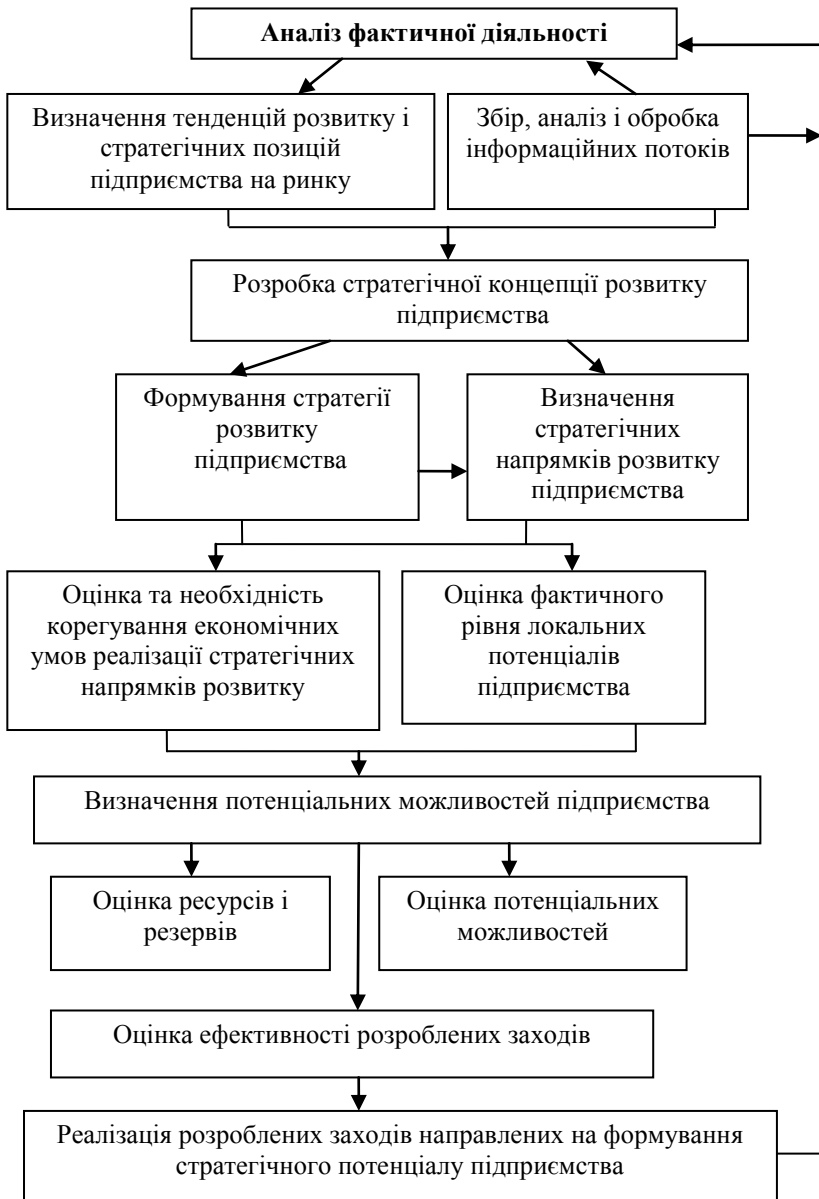 Аналіз фактичної діяльності
Визначення тенденцій розвитку і
стратегічних позицій
підприємства на ринку
Збір, аналіз і обробка
інформаційних потоків
Розробка стратегічної концепції розвитку
підприємства
Формування стратегії
розвитку
підприємства
Визначення
стратегічних
напрямків розвитку
підприємства
Оцінка та необхідність
корегування економічних
умов реалізації стратегічних
напрямків розвитку
Оцінка фактичного
рівня локальних
потенціалів
підприємства
Визначення потенціальних можливостей підприємства
Оцінка ресурсів і
резервів
Оцінка потенціальних
можливостей
Оцінка ефективності розроблених заходів
Реалізація розроблених заходів направлених на формування
стратегічного потенціалу підприємства